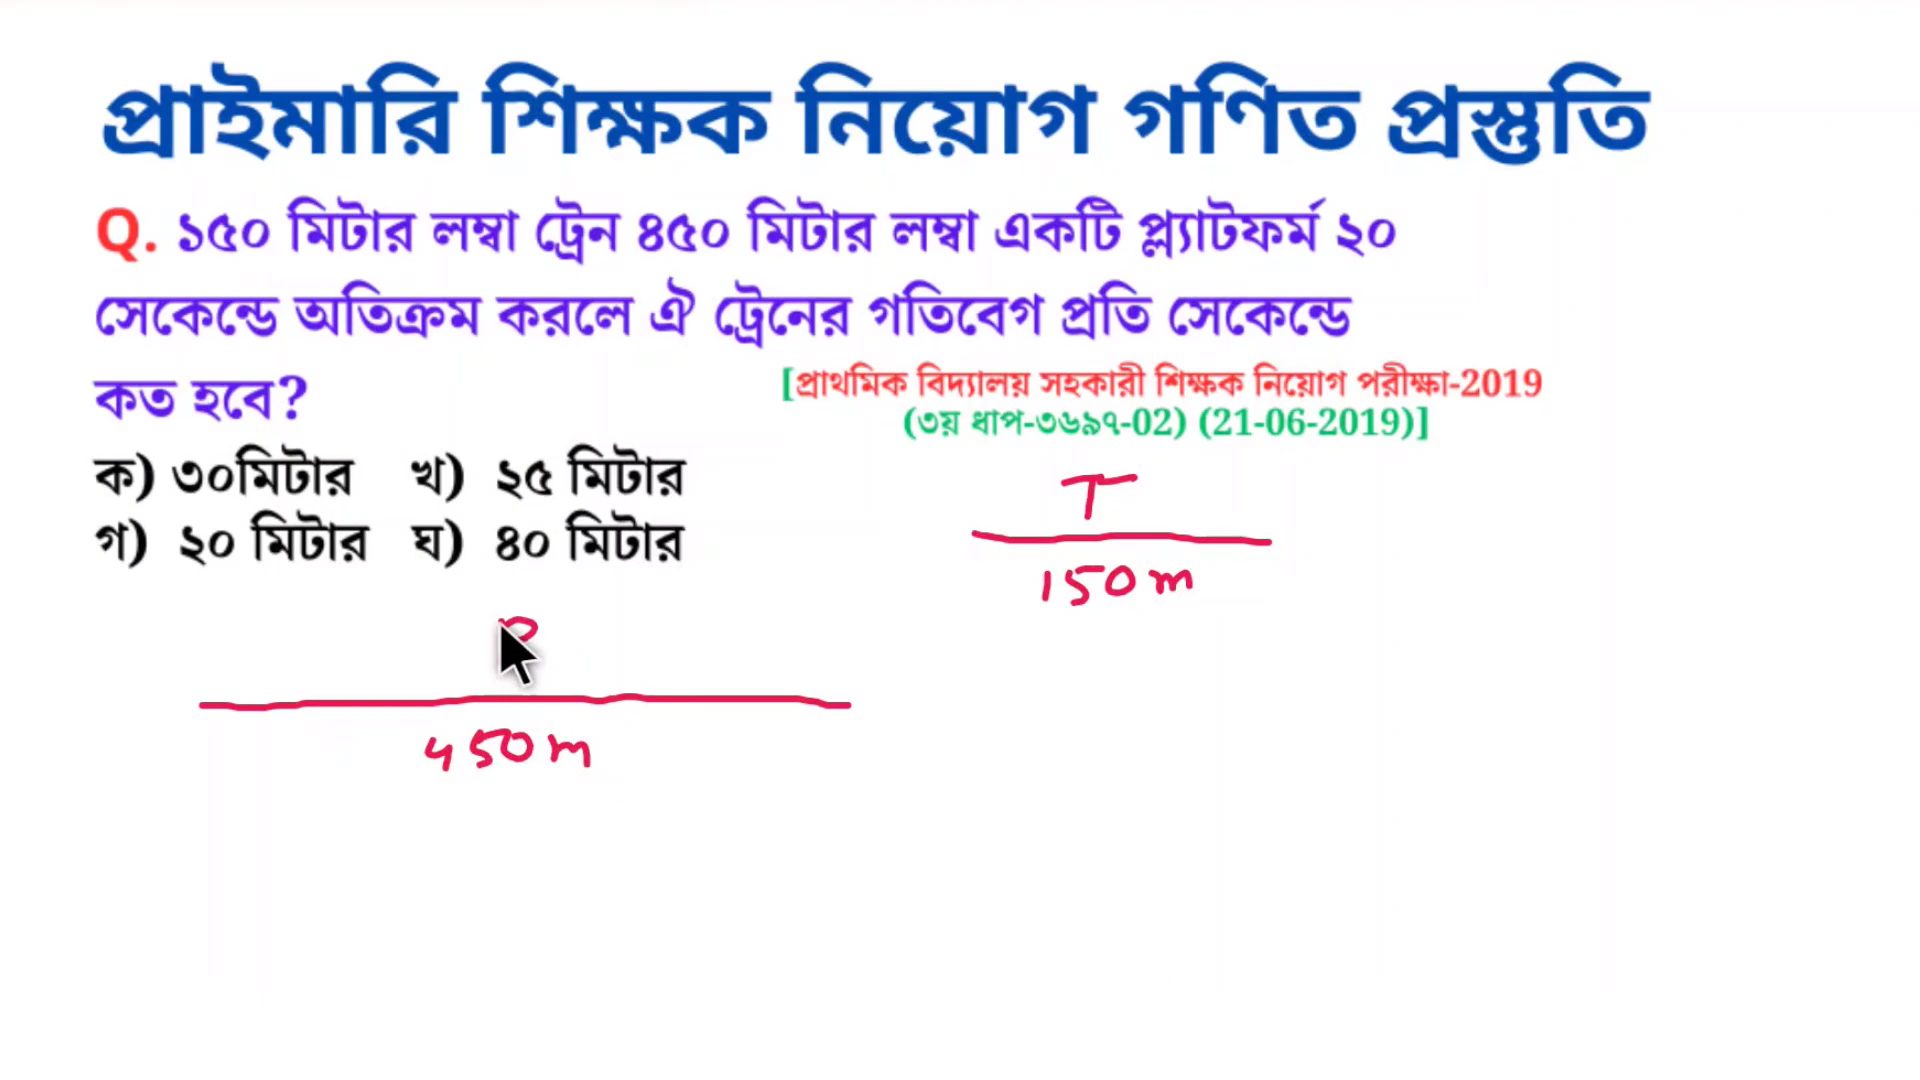 প্রাইমারি শিক্ষক নিয়োগ গণিত প্রস্তুতি
Q. ১৫০ মিটার লম্বা ট্রেন ৪৫০ মিটার লম্বা একটি প্ল্যাটফর্ম ২০
সেকেন্ডে অতিক্রম করলে ঐ ট্রেনের গতিবেগ প্রতি সেকেন্ডে
কত হবে?
[প্রাথমিক বিদ্যালয় সহকারী শিক্ষক নিয়োগ পরীক্ষা-2019
(৩য় ধাপ-৩৬৯৭-02) (21-06-2019)]
ক) ৩০মিটার খ) ২৫ মিটার
গ) ২০ মিটার ঘ) ৪০ মিটার
T
150m
450m